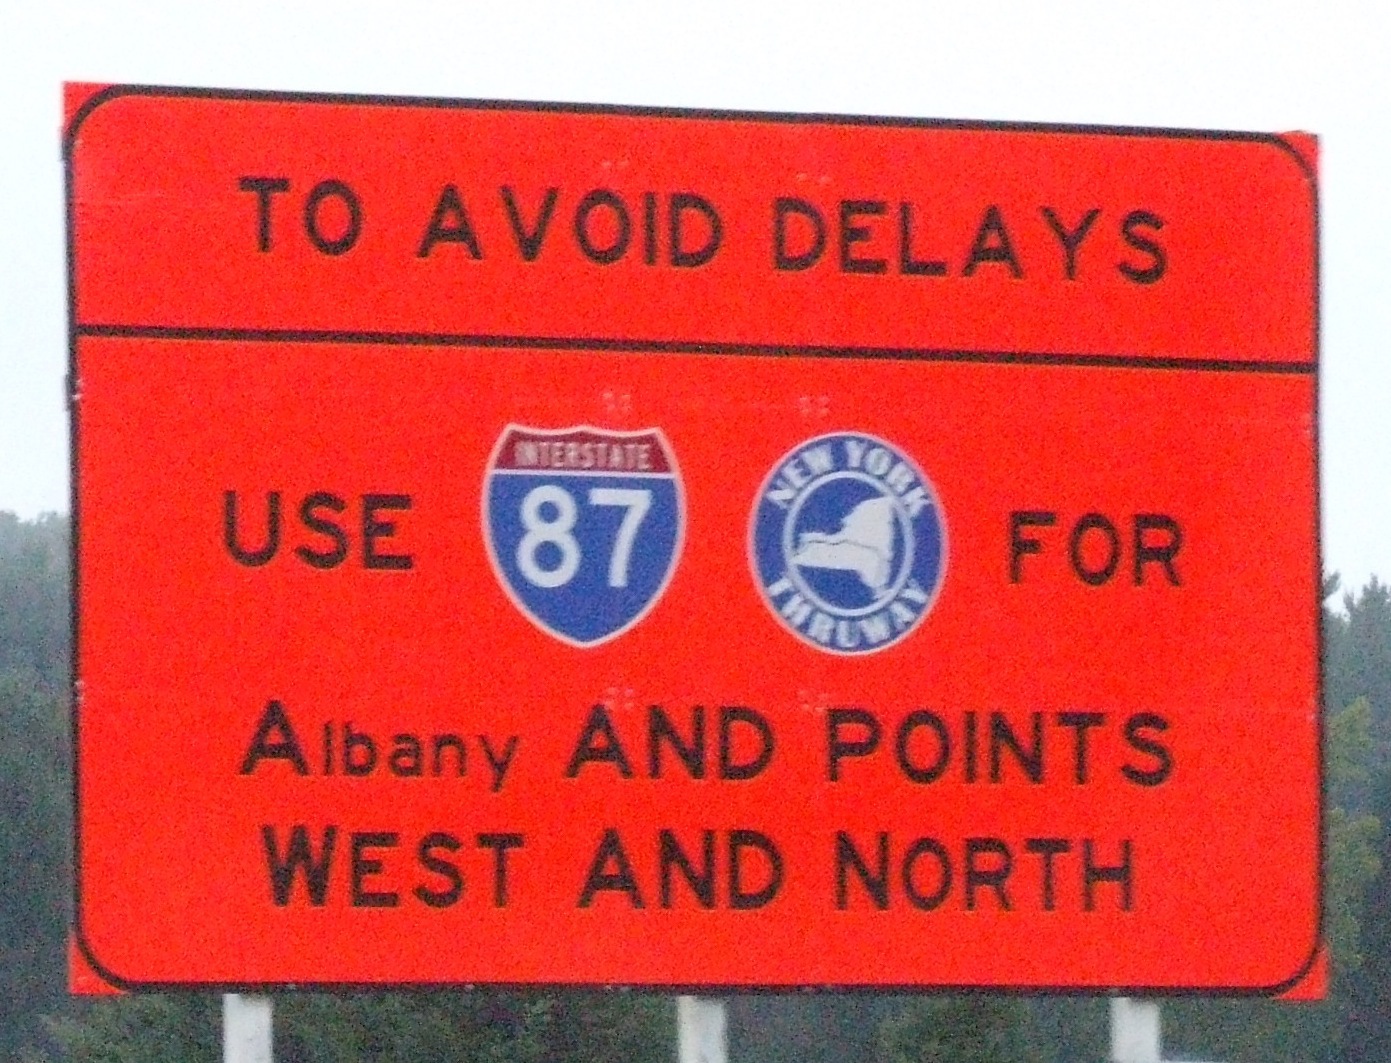 TO AVOID DELAYS
USE INTERSTATE 87 NEW YORK THRUWAY FOR
Albany AND POINTS
WEST AND NORTH